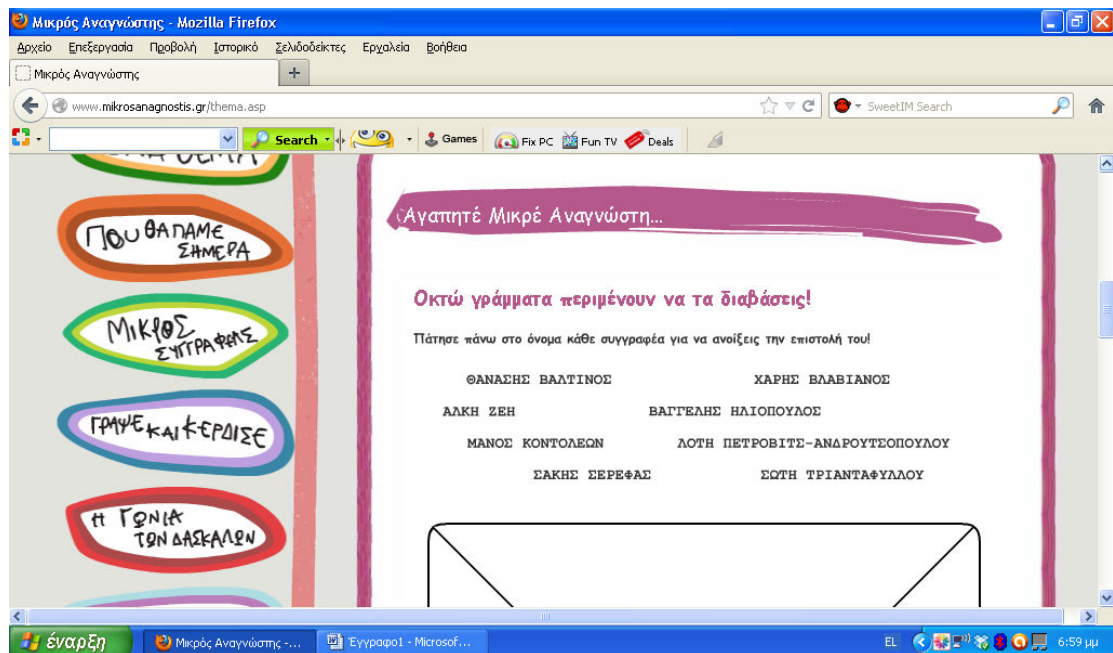 Μικρός Αναγνώστης - Mozilla Firefox
Αρχείο Επεξεργασία Προβολή Ιστορικό Σελιδοδείκτες Εργαλεία Βοήθεια
Μικρός Αναγνώστης +
www.mikrosanagnostis.gr/thema.asp SweetIM Search
Search Games Fix PC Fun TV Deals
ΘΕΜΑ
ΠΟΥ ΘΑ ΠΑΜΕ
ΣΗΜΕΡΑ
ΜΙΚΡΟΣ
ΣΥΓΓΡΑΦΕΑΣ
ΓΡΑΨΕ ΚΑΙ ΚΕΡΔΙΣΕ
Η ΓΩΝΙΑ
ΤΩΝ ΔΑΣΚΑΛΩΝ
Αγαπητέ Μικρέ Αναγνώστη...
Οκτώ γράμματα περιμένουν να τα διαβάσεις!
Πάτησε πάνω στο όνομα κάθε συγγραφέα για να ανοίξεις την επιστολή του!
ΘΑΝΑΣΗΣ ΒΑΛΤΙΝΟΣ ΧΑΡΗΣ ΒΛΑΒΙΑΝΟΣ
ΑΛΚΗ ΖΕΗ ΒΑΓΓΕΛΗΣ ΗΛΙΟΠΟΥΛΟΣ
ΜΑΝΟΣ ΚΟΝΤΟΛΕΩΝ ΛΟΤΗ ΠΕΤΡΟΒΙΤΣ-ΑΝΔΡΟΥΤΣΟΠΟΥΛΟΥ
ΣΑΚΗΣ ΣΕΡΕΦΑΣ ΣΩΤΗ ΤΡΙΑΝΤΑΦΥΛΛΟΥ
έναρξη Μικρός Αναγνώστης -... Έγγραφο1 - Microsof... EL 6:59 μμ